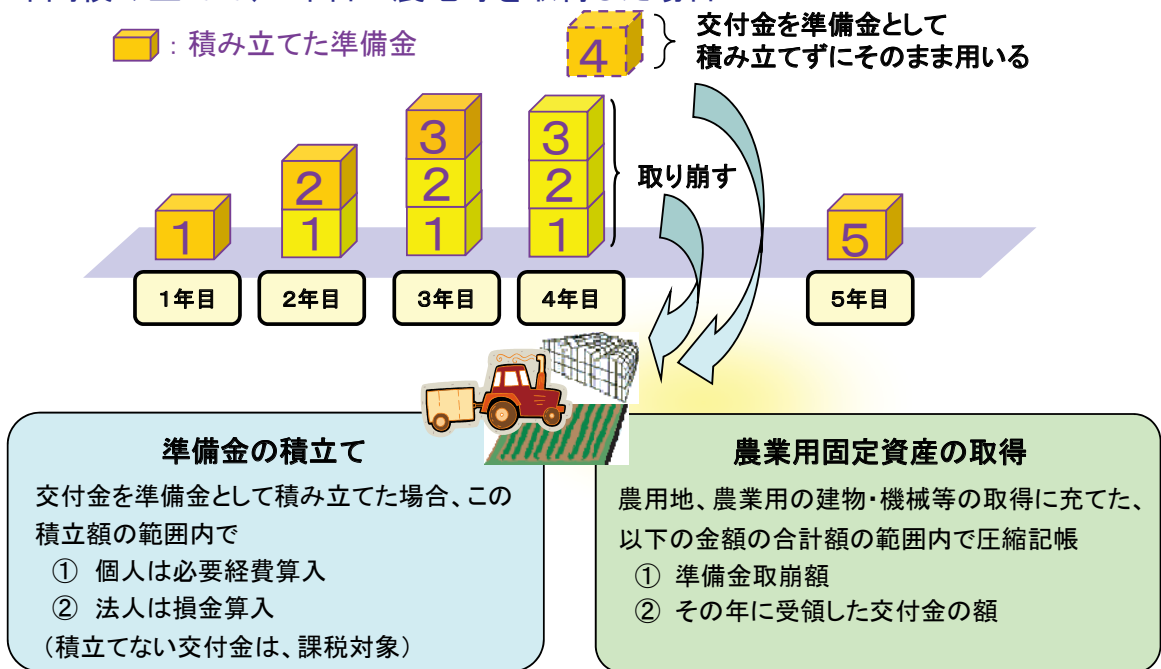 ：積み立てた準備金
4
交付金を準備金として
積み立てずにそのまま用いる
3
3
2
2
2
取り崩す
1
1
1
1
5
1年目
2年目
3年目
4年目
5年目
準備金の積立て
交付金を準備金として積み立てた場合、この
積立額の範囲内で
① 個人は必要経費算入
② 法人は損金算入
（積立てない交付金は、課税対象）
農業用固定資産の取得
農用地、農業用の建物・機械等の取得に充てた、
以下の金額の合計額の範囲内で圧縮記帳
① 準備金取崩額
② その年に受領した交付金の額